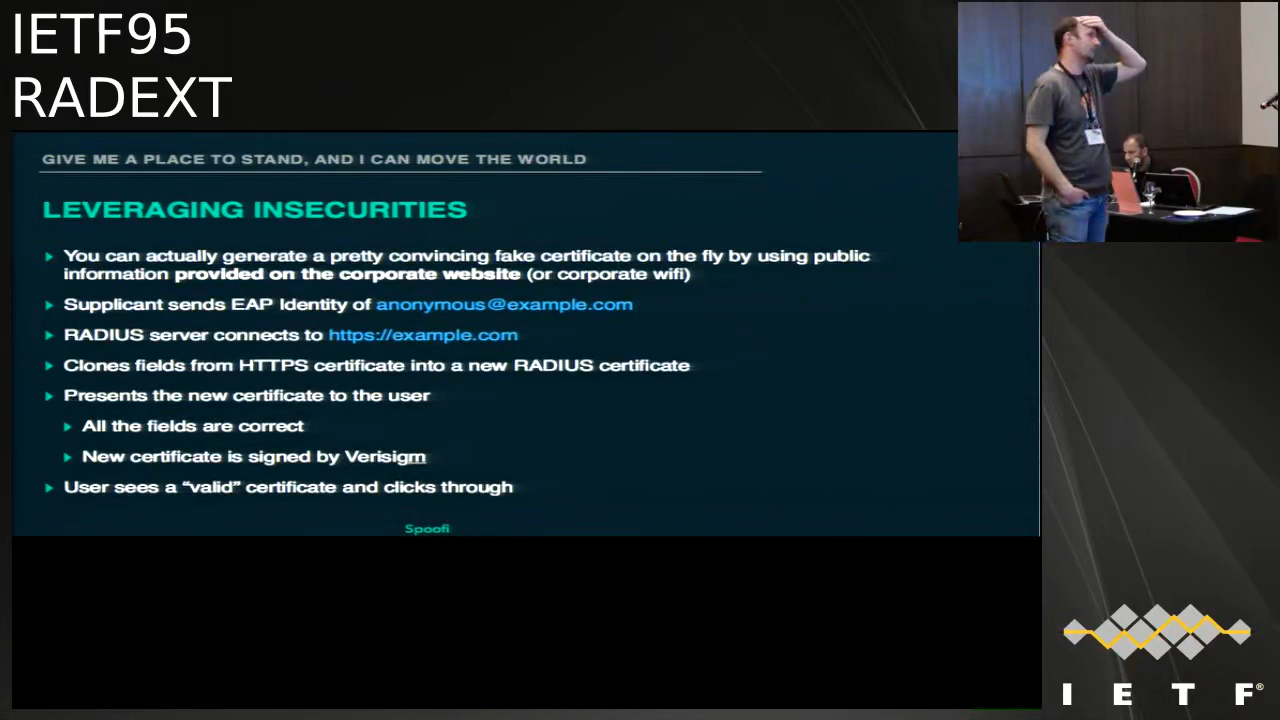 IETF95
RADEXT
GIVE ME A PLACE TO STAND, AND I CAN MOVE THE WORLD
LEVERAGING INSECURITIES
You can actually generate a pretty convincing fake certificate on the fly by using public
information provided on the corporate website (or corporate wifi)
Supplicant sends EAP Identity of anonymous@example.com
RADIUS server connects to https://example.com
Clones fields from HTTPS certificate into a new RADIUS certificate
Presents the new certificate to the user
All the fields are correct
New certificate is signed by Verisigm
User sees a “valid” certificate and clicks through
Spoofi
I E T F®